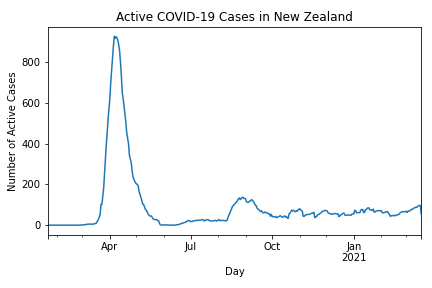 Active COVID-19 Cases in New Zealand
Number of Active Cases
800
600
400
200
0
Apr
Jul
Oct
Jan
2021
Day